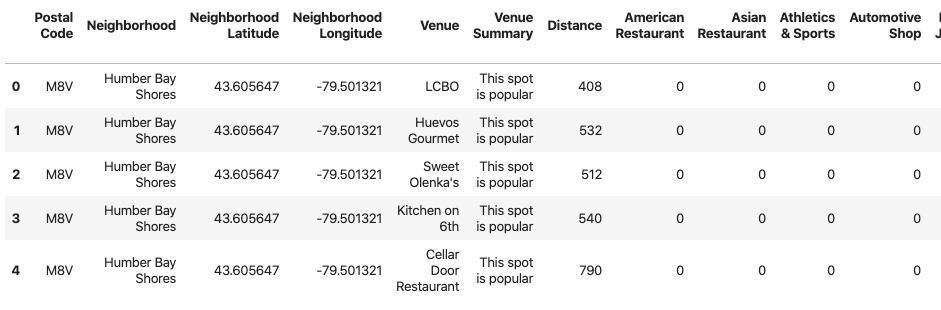 Postal Code Neighborhood Neighborhood Latitude Neighborhood Longitude Venue Venue Summary Distance American Restaurant Asian Restaurant Athletics & Sports Automotive Shop
0 M8V Humber Bay Shores 43.605647 -79.501321 LCBO This spot is popular 408 0 0 0 0
1 M8V Humber Bay Shores 43.605647 -79.501321 Huevos Gourmet This spot is popular 532 0 0 0 0
2 M8V Humber Bay Shores 43.605647 -79.501321 Sweet Olenka's This spot is popular 512 0 0 0 0
3 M8V Humber Bay Shores 43.605647 -79.501321 Kitchen on 6th This spot is popular 540 0 0 0 0
4 M8V Humber Bay Shores 43.605647 -79.501321 Cellar Door Restaurant This spot is popular 790 0 0 0 0